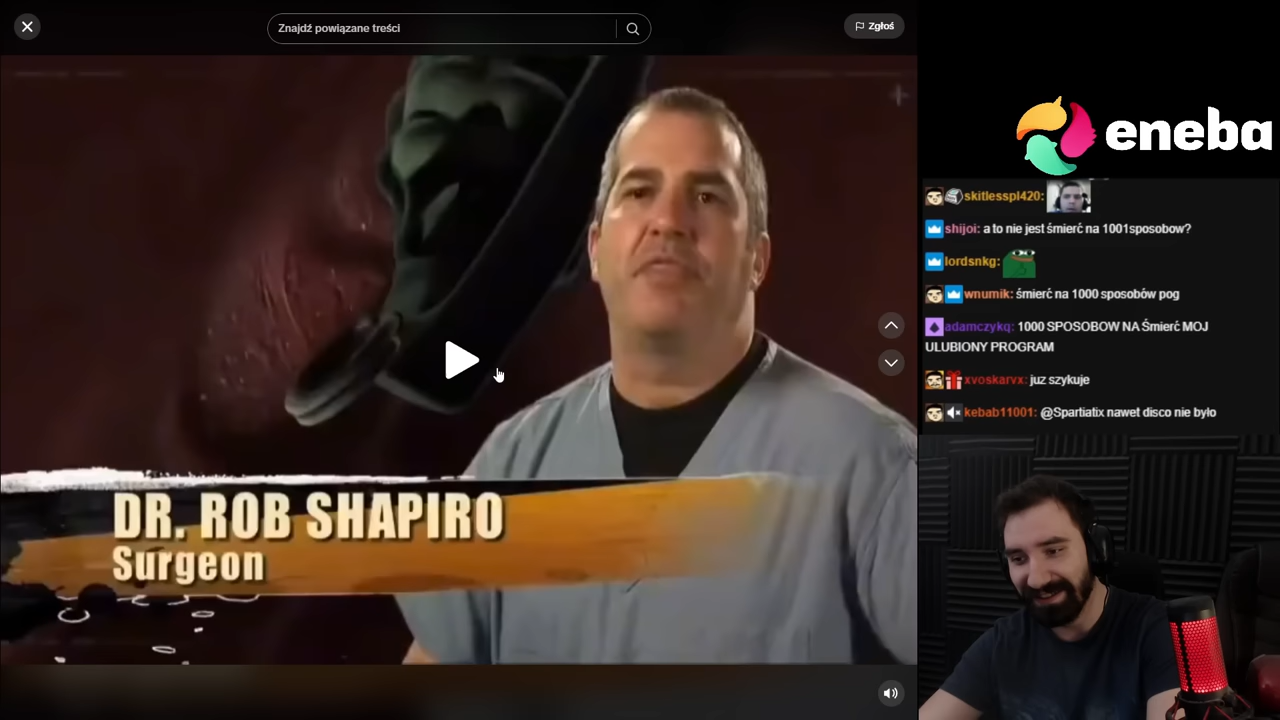 Znajdź powiązane treści
Zgłoś
DR. ROB SHAPIRO
Surgeon
eneba
skitlesspl420:
shijoi: a to nie jest śmierć na 1001sposobow?
lordsnkg:
wnumik: śmierć na 1000 sposobów pog
adamczykq: 1000 SPOSOBOW NA Śmierć MOJ
ULUBIONY PROGRAM
xvoskarvx: juz szykuje
kebab11001: @Spartiatix nawet disco nie było